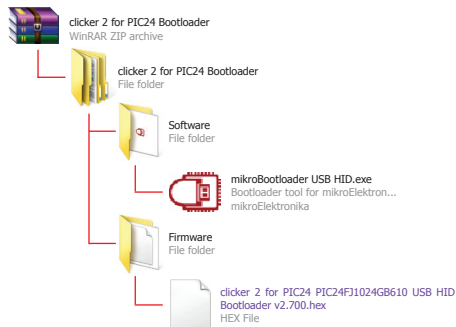 clicker 2 for PIC24 Bootloader
WinRAR ZIP archive
clicker 2 for PIC24 Bootloader
File folder
Software
File folder
mikroBootloader USB HID.exe
Bootloader tool for mikroElektron...
mikroElektronika
Firmware
File folder
clicker 2 for PIC24 PIC24FJ1024GB610 USB HID
Bootloader v2.700.hex
HEX File